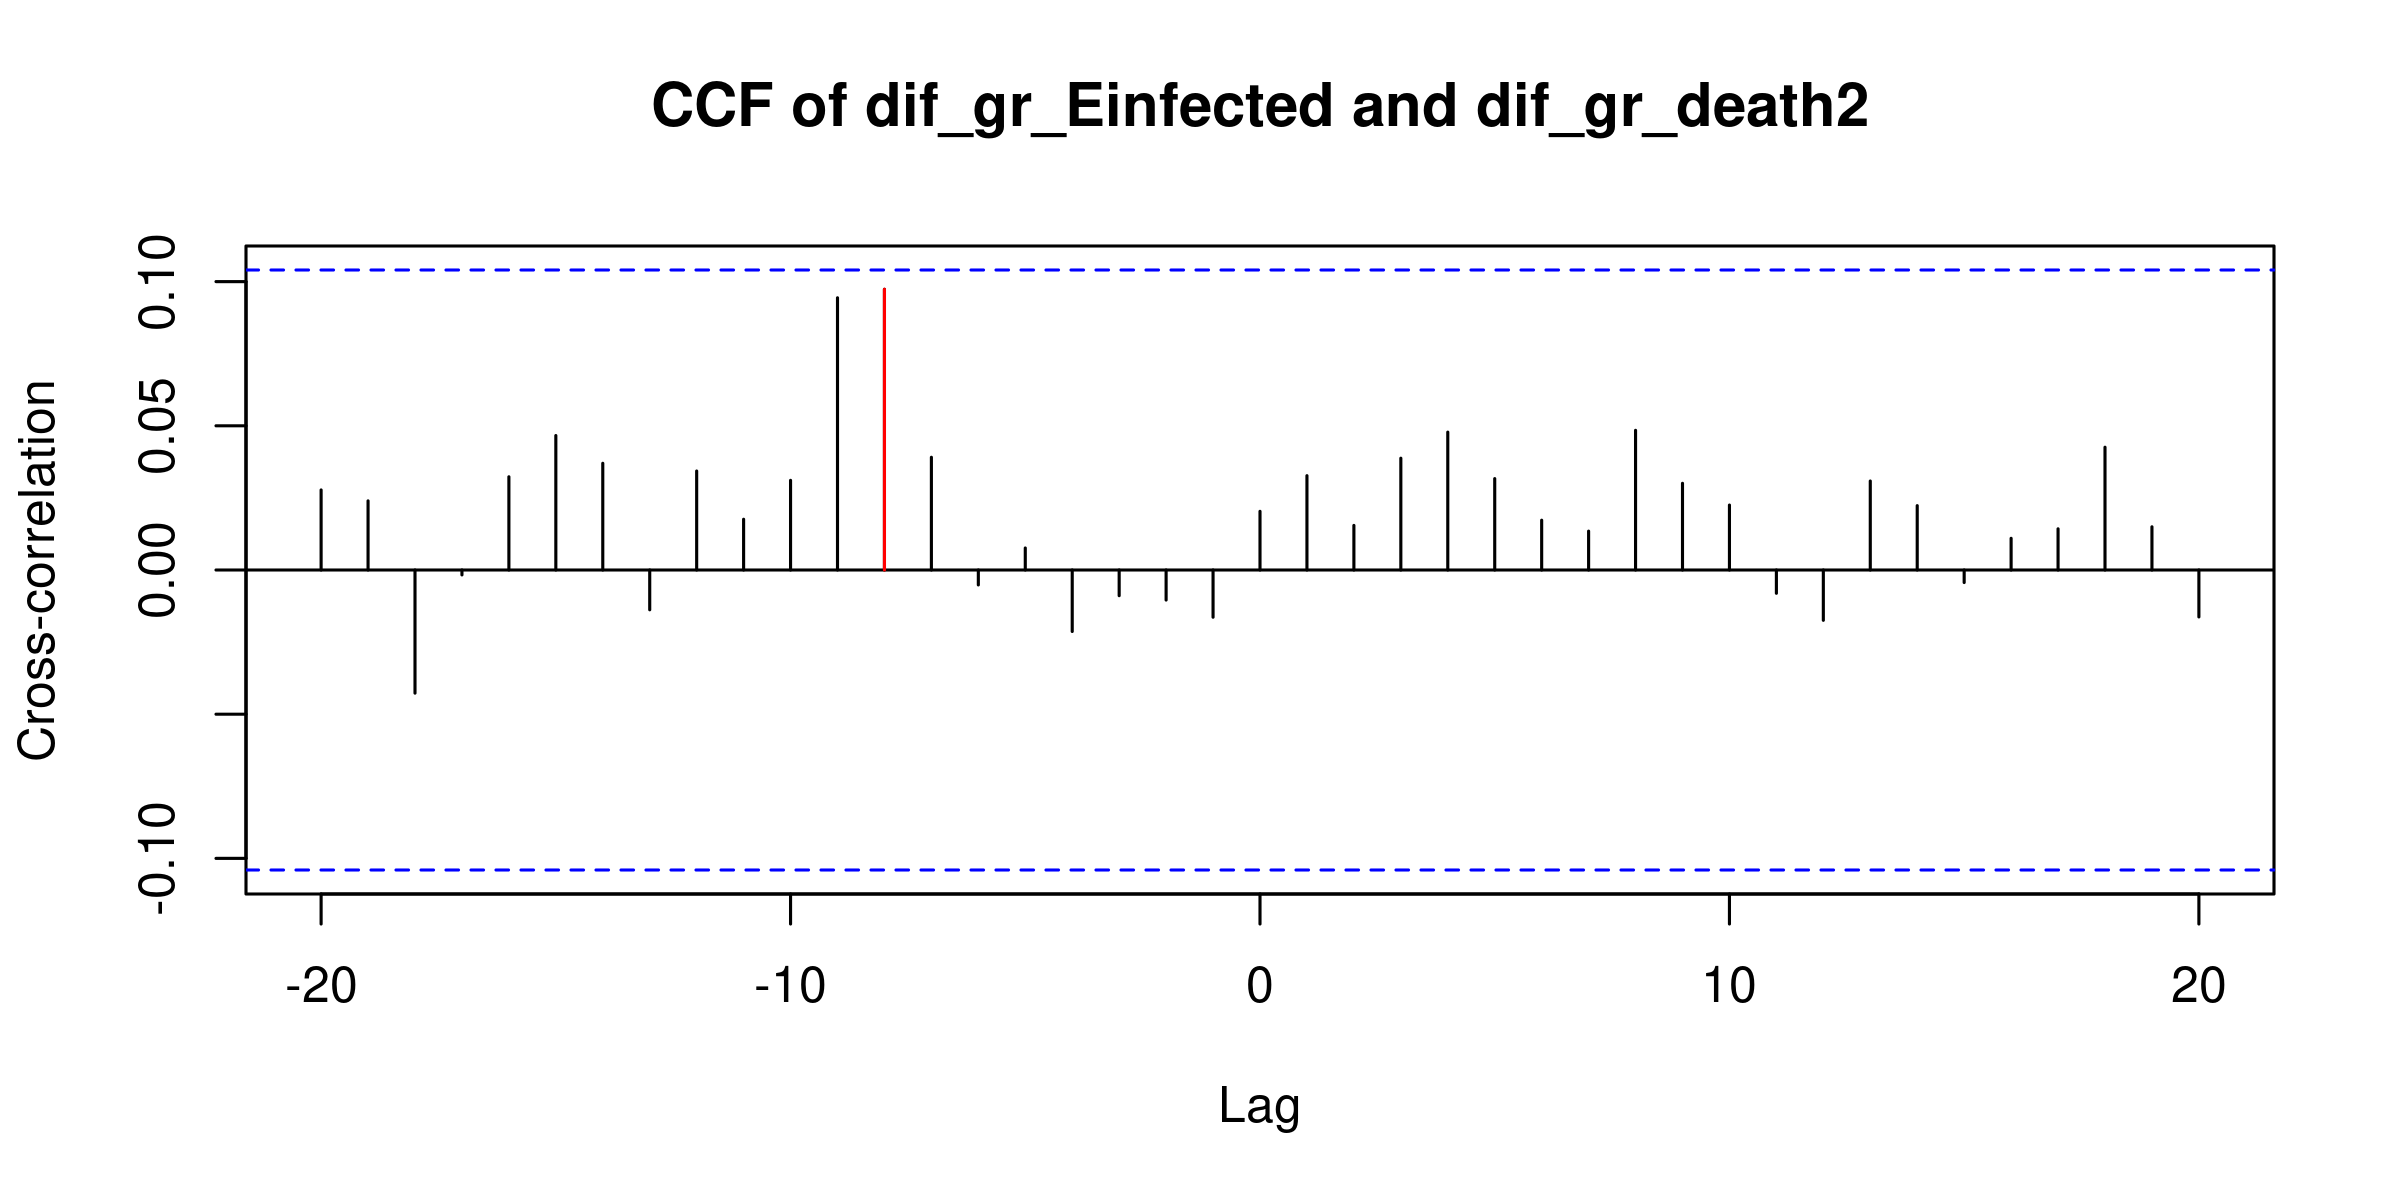 CCF of dif_gr_Einfected and dif_gr_death2
Cross-correlation
0.10
0.05
0.00
-0.10
-20 -10 0 10 20
Lag